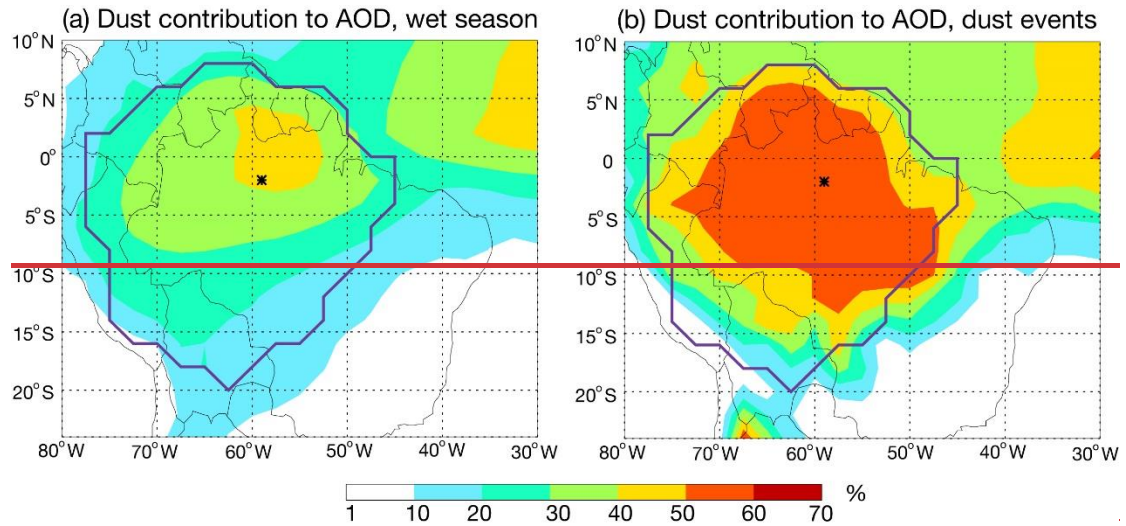 (a) Dust contribution to AOD, wet season
(b) Dust contribution to AOD, dust events
10°N
5°N
0°
5°S
10°S
15°S
20°S
80°W 70°W 60°W 50°W 40°W 30°W
10°N
5°N
0
5°S
10°S
15°S
20°S
80°W 70°W 60°W 50°W 40°W 30°W
1 10 20 30 40 50 60 70 %